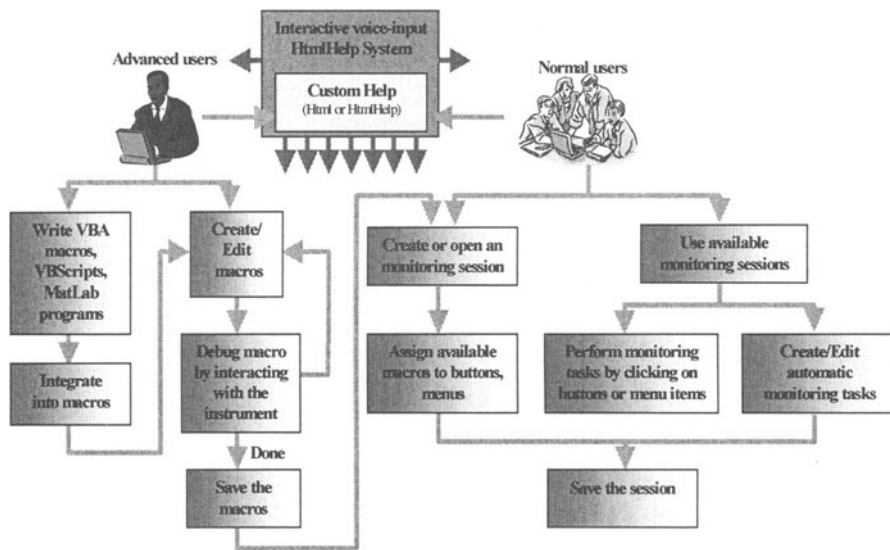 Interactive voice-input
HtmlHelp System
Advanced users
Custom Help
(Html or HtmlHelp)
Normal users
Write VBA
macros,
VBScripts,
MatLab
programs
Create/
Edit
macros
Create or open an
monitoring session
Use available
monitoring sessions
Integrate
into macros
Debug macro
by interacting
with the
instrument
Assign available
macros to buttons,
menus
Perform monitoring
tasks by clicking on
buttons or menu items
Create/Edit
automatic
monitoring tasks
Done
Save the
macros
Save the session